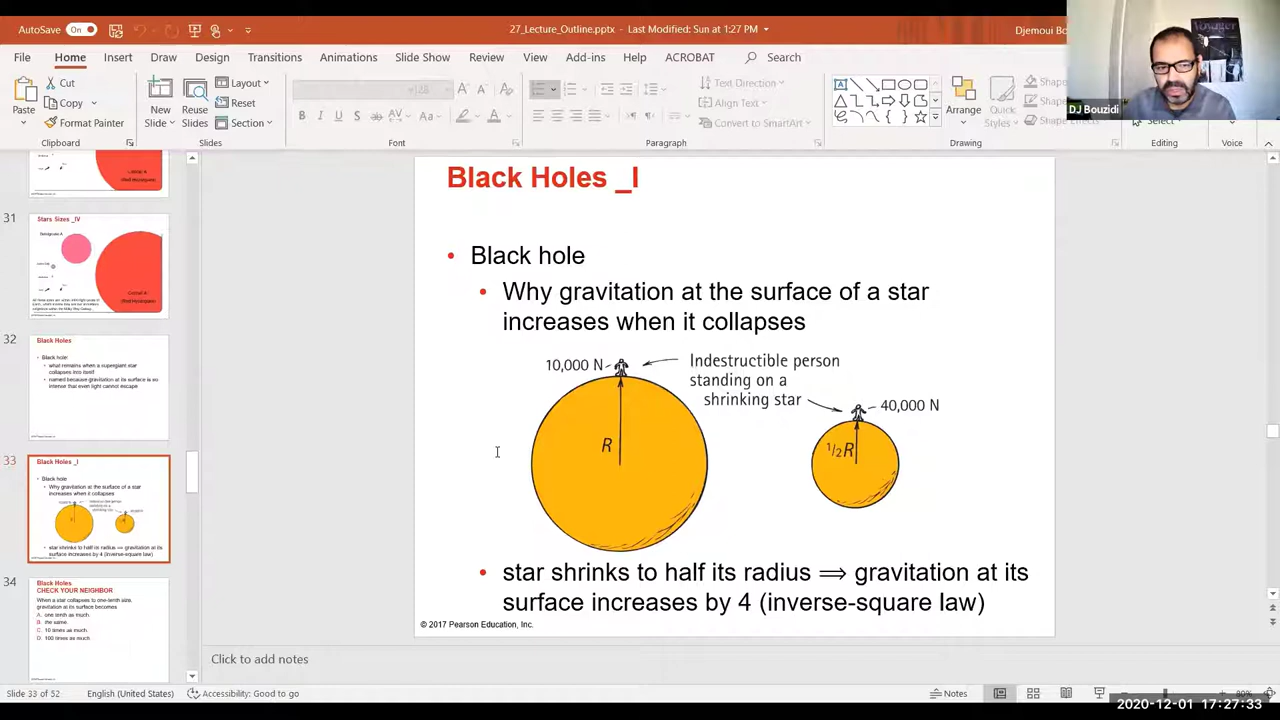 AutoSave On
27_Lecture_Outline.pptx - Last Modified: Sun at 1:27 PM
Djemoui Bo
Voyager
File Home Insert Draw Design Transitions Animations Slide Show Review View Add-ins Help ACROBAT Search
Paste
Cut
Copy
Format Painter
New Slide
Reuse Slides
Layout
Reset
Section
Text Direction
Align Text
Convert to SmartArt
Arrange
Quick Styles
DJ Bouzidi
Clipboard Slides Font Paragraph Drawing Editing Voice
31
Stars Sizes _IV
32
Black Holes
Black hole:
what remains when a supergiant star
collapses into itself
named because gravitation at its surface is so
intense that even light cannot escape
33
Black Holes _I
Black hole
Why gravitation at the surface of a star
increases when it collapses
star shrinks to half its radius ⟹ gravitation at its
surface increases by 4 (inverse-square law)
34
Black Holes
CHECK YOUR NEIGHBOR
When a star collapses to one-tenth size,
gravitation at its surface becomes
A. one tenth as much.
B. the same.
C. 10 times as much.
D. 100 times as much
Black Holes _I
• Black hole
• Why gravitation at the surface of a star
increases when it collapses
10,000 N
Indestructible person
standing on a
shrinking star
40,000 N
R
1/2R
• star shrinks to half its radius ⟹ gravitation at its
surface increases by 4 (inverse-square law)
© 2017 Pearson Education, Inc.
Click to add notes
Slide 33 of 52 English (United States) Accessibility: Good to go Notes 80%
2020-12-01 17:27:33